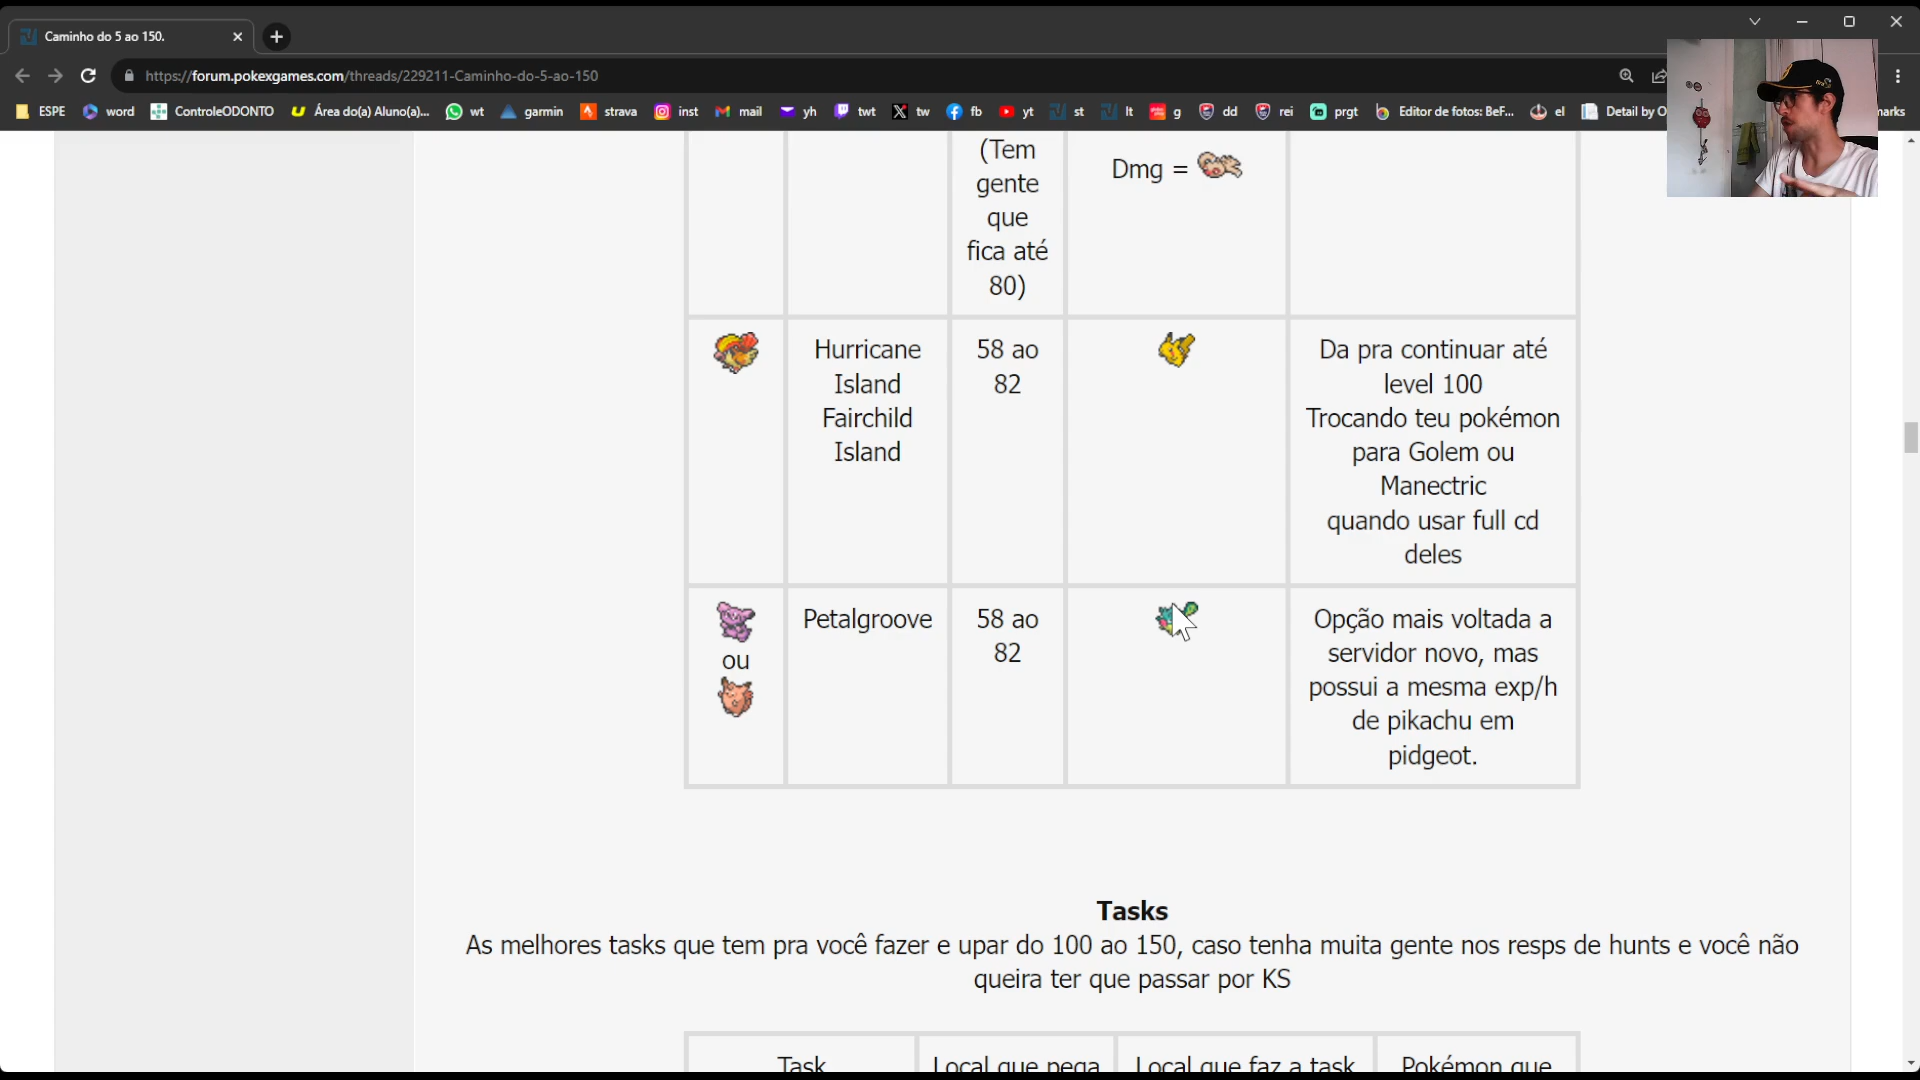 Caminho do 5 ao 150.
https://forum.pokexgames.com/threads/229211-Caminho-do-5-ao-150
ESPE word ControleODONTO Área do(a) Aluno(a)... wt garmin strava inst mail yh twt tw fb yt st lt g dd rei prgt Editor de fotos: BeF... el Detail by O marks
(Tem
gente
que
fica até
80)
Dmg =
Hurricane
Island
Fairchild
Island
58 ao
82
Da pra continuar até
level 100
Trocando teu pokémon
para Golem ou
Manectric
quando usar full cd
deles
ou
Petalgroove
58 ao
82
Opção mais voltada a
servidor novo, mas
possui a mesma exp/h
de pikachu em
pidgeot.
Tasks
As melhores tasks que tem pra você fazer e upar do 100 ao 150, caso tenha muita gente nos resps de hunts e você não
queira ter que passar por KS
Task Local que pega Local que faz a task Pokémon que